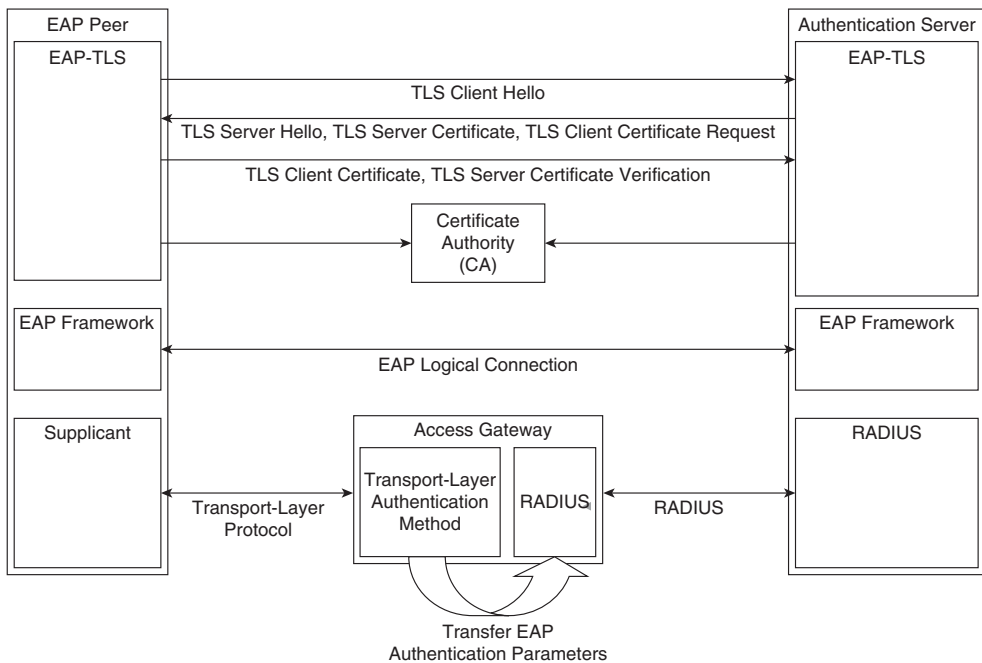 EAP Peer
Authentication Server
EAP-TLS
EAP-TLS
TLS Client Hello
TLS Server Hello, TLS Server Certificate, TLS Client Certificate Request
TLS Client Certificate, TLS Server Certificate Verification
Certificate
Authority
(CA)
EAP Framework
EAP Framework
EAP Logical Connection
Supplicant
Access Gateway
RADIUS
Transport-Layer
Authentication
Method
RADIUS
Transport-Layer
Protocol
RADIUS
Transfer EAP
Authentication Parameters